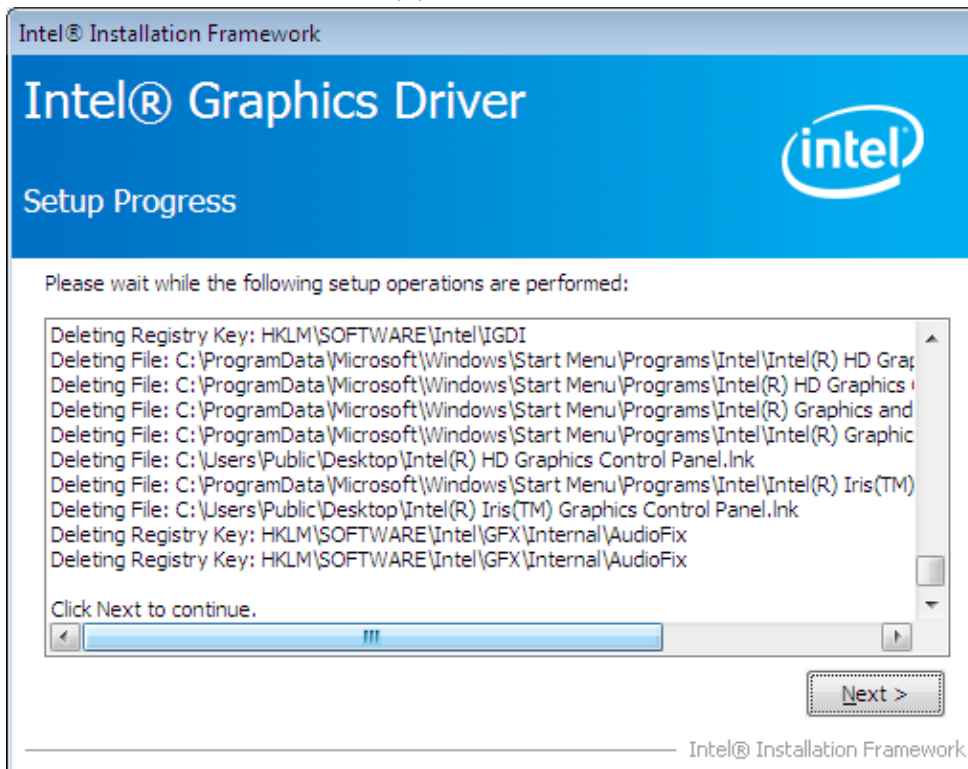 Intel® Installation Framework
Intel® Graphics Driver
intel
Setup Progress
Please wait while the following setup operations are performed:
Deleting Registry Key: HKLM\SOFTWARE\Intel\IGDI
Deleting File: C:\ProgramData\Microsoft\Windows\Start Menu\Programs\Intel\Intel(R) HD
Deleting File: C:\ProgramData\Microsoft\Windows\Start Menu\Programs\Intel(R) HD Graphics
Deleting File: C:\ProgramData\Microsoft\Windows\Start Menu\Programs\Intel(R) Graphics and
Deleting File: C:\ProgramData\Microsoft\Windows\Start Menu\Programs\Intel\Intel(R) Graphic
Deleting File: C:\Users\Public\Desktop\Intel(R) HD Graphics Control Panel.lnk
Deleting File: C:\ProgramData\Microsoft\Windows\Start Menu\Programs\Intel\Intel(R) Iris(TM)
Deleting File: C:\Users\Public\Desktop\Intel(R) Iris(TM) Graphics Control Panel.lnk
Deleting Registry Key: HKLM\SOFTWARE\Intel\GFX\Internal\AudioFix
Deleting Registry Key: HKLM\SOFTWARE\Intel\GFX\Internal\AudioFix
Click Next to continue.
Next >
Intel® Installation Framework